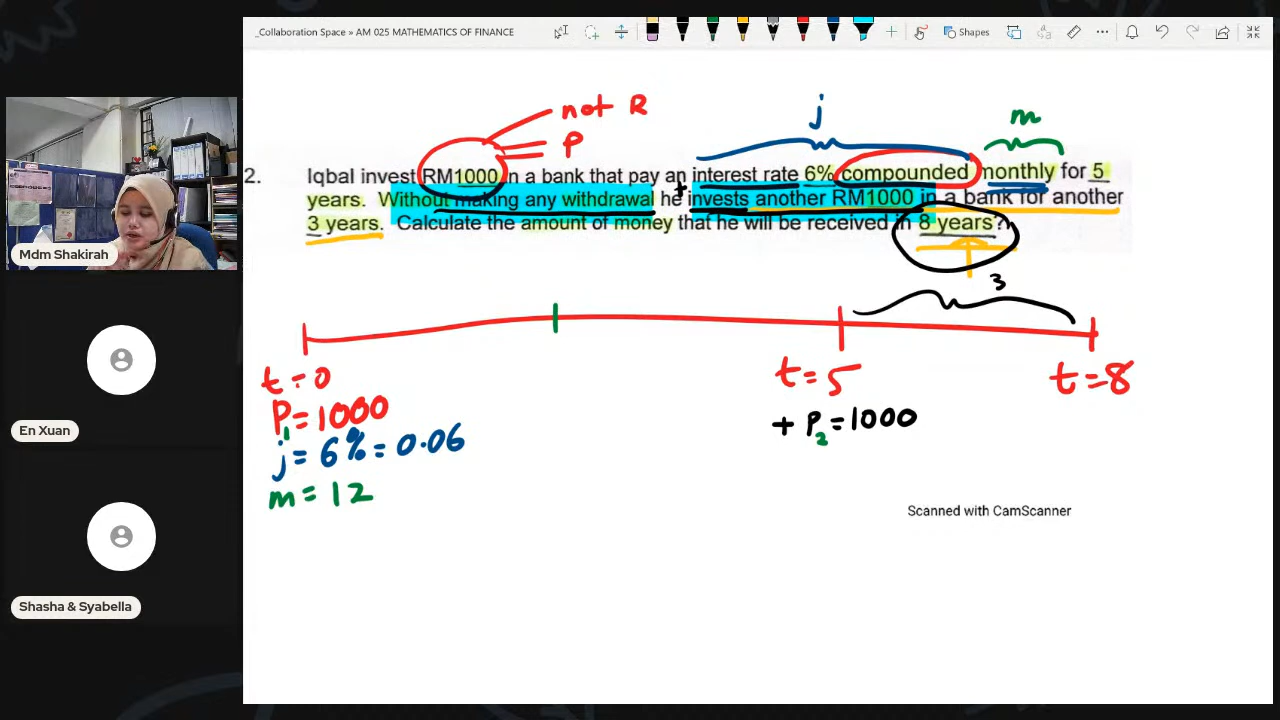 _Collaboration Space » AM 025 MATHEMATICS OF FINANCE
Shapes
not R
P
j
m
2. Iqbal invest RM1000 in a bank that pay an interest rate 6% compounded monthly for 5
years. Without making any withdrawal he invests another RM1000 in a bank for another
3 years. Calculate the amount of money that he will be received in 8 years?
+
3
t=0
t=5
t=8
P1=1000
+ P2=1000
j= 6%= 0.06
m= 12
Scanned with CamScanner
Mdm Shakirah
En Xuan
Shasha & Syabella